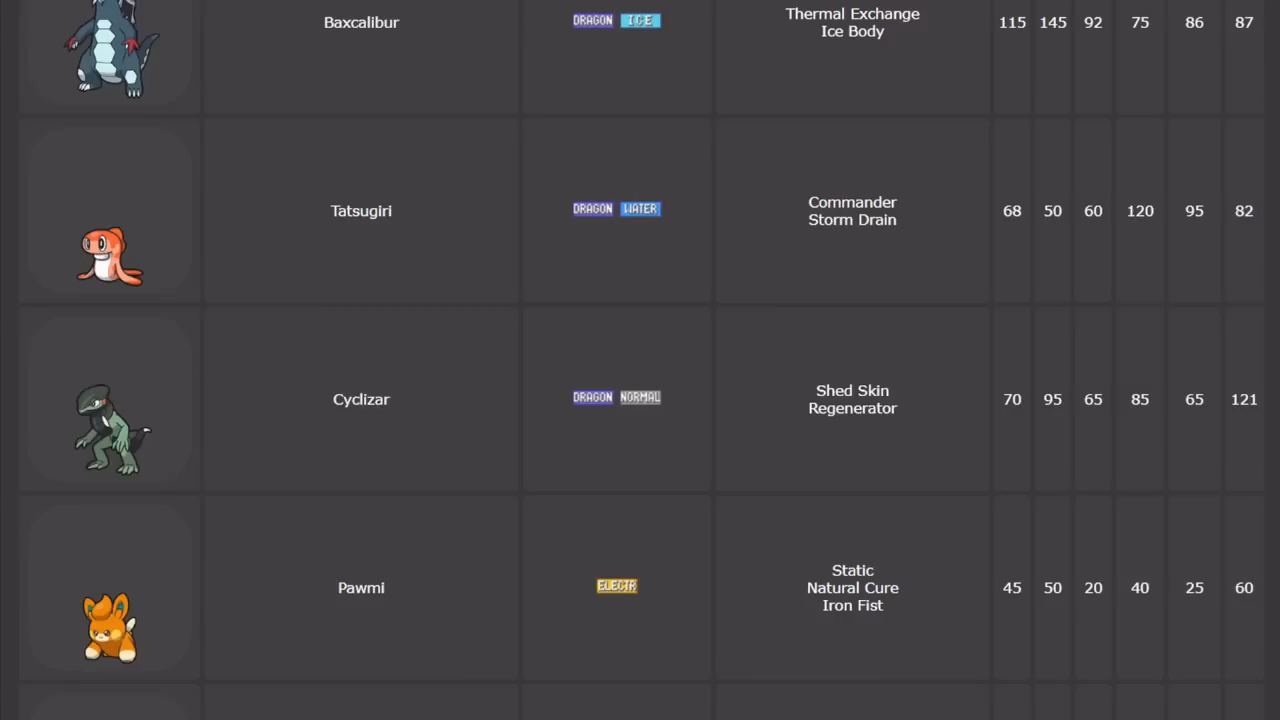 Baxcalibur DRAGON ICE Thermal Exchange 115 145 92 75 86 87
Ice Body
Tatsugiri DRAGON WATER Commander 68 50 60 120 95 82
Storm Drain
Cyclizar DRAGON NORMAL Shed Skin 70 95 65 85 65 121
Regenerator
Static
Pawmi ELECTR Natural Cure 45 50 20 40 25 60
Iron Fist